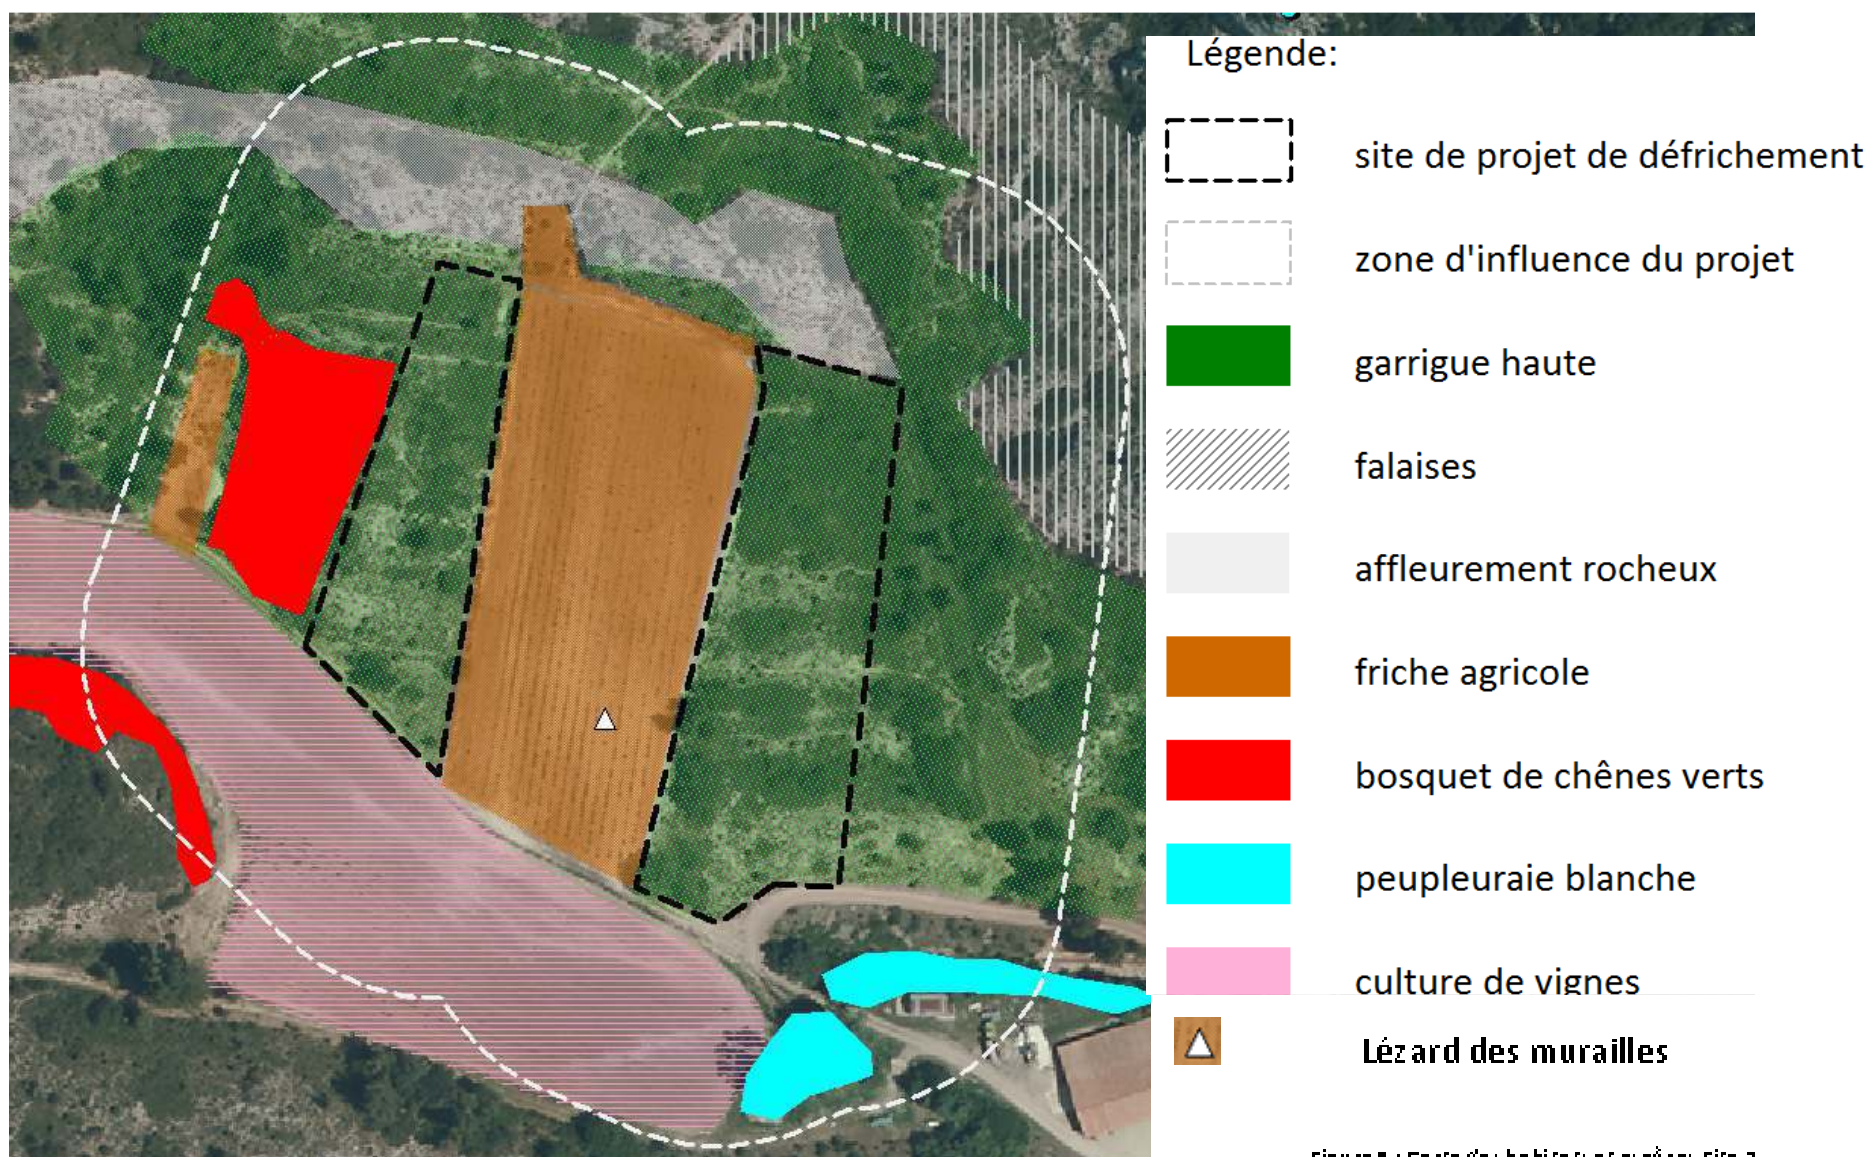 Légende:
site de projet de défrichement
zone d'influence du projet
garrigue haute
falaises
affleurement rocheux
friche agricole
bosquet de chênes verts
peupleuraie blanche
culture de vignes
Lézard des murailles